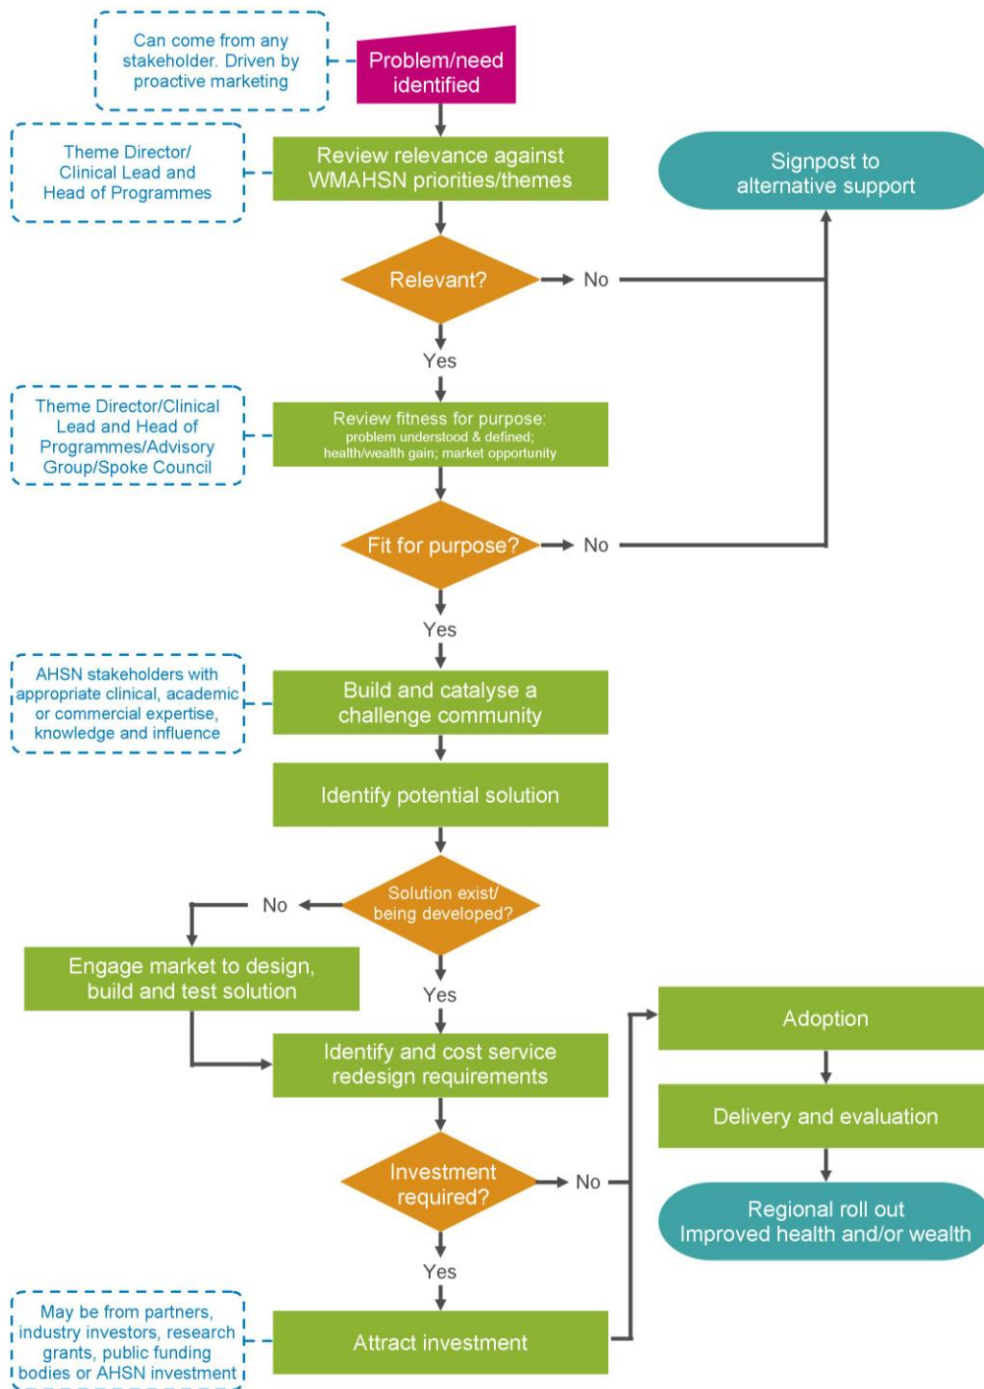 Can come from any
stakeholder. Driven by
proactive marketing
Problem/need
identified
Theme Director/
Clinical Lead and
Head of Programmes
Review relevance against
WMAHSN priorities/themes
Signpost to
alternative support
Relevant?
No
Yes
Theme Director/Clinical
Lead and Head of
Programmes/Advisory
Group/Spoke Council
Review fitness for purpose:
problem understood & defined;
health/wealth gain; market opportunity
Fit for purpose?
No
Yes
AHSN stakeholders with
appropriate clinical, academic
or commercial expertise,
knowledge and influence
Build and catalyse a
challenge community
Identify potential solution
Solution exist/
being developed?
No
Engage market to design,
build and test solution
Yes
Identify and cost service
redesign requirements
Adoption
Delivery and evaluation
Investment
required?
No
Regional roll out
Improved health and/or wealth
Yes
May be from partners,
industry investors, research
grants, public funding
bodies or AHSN investment
Attract investment